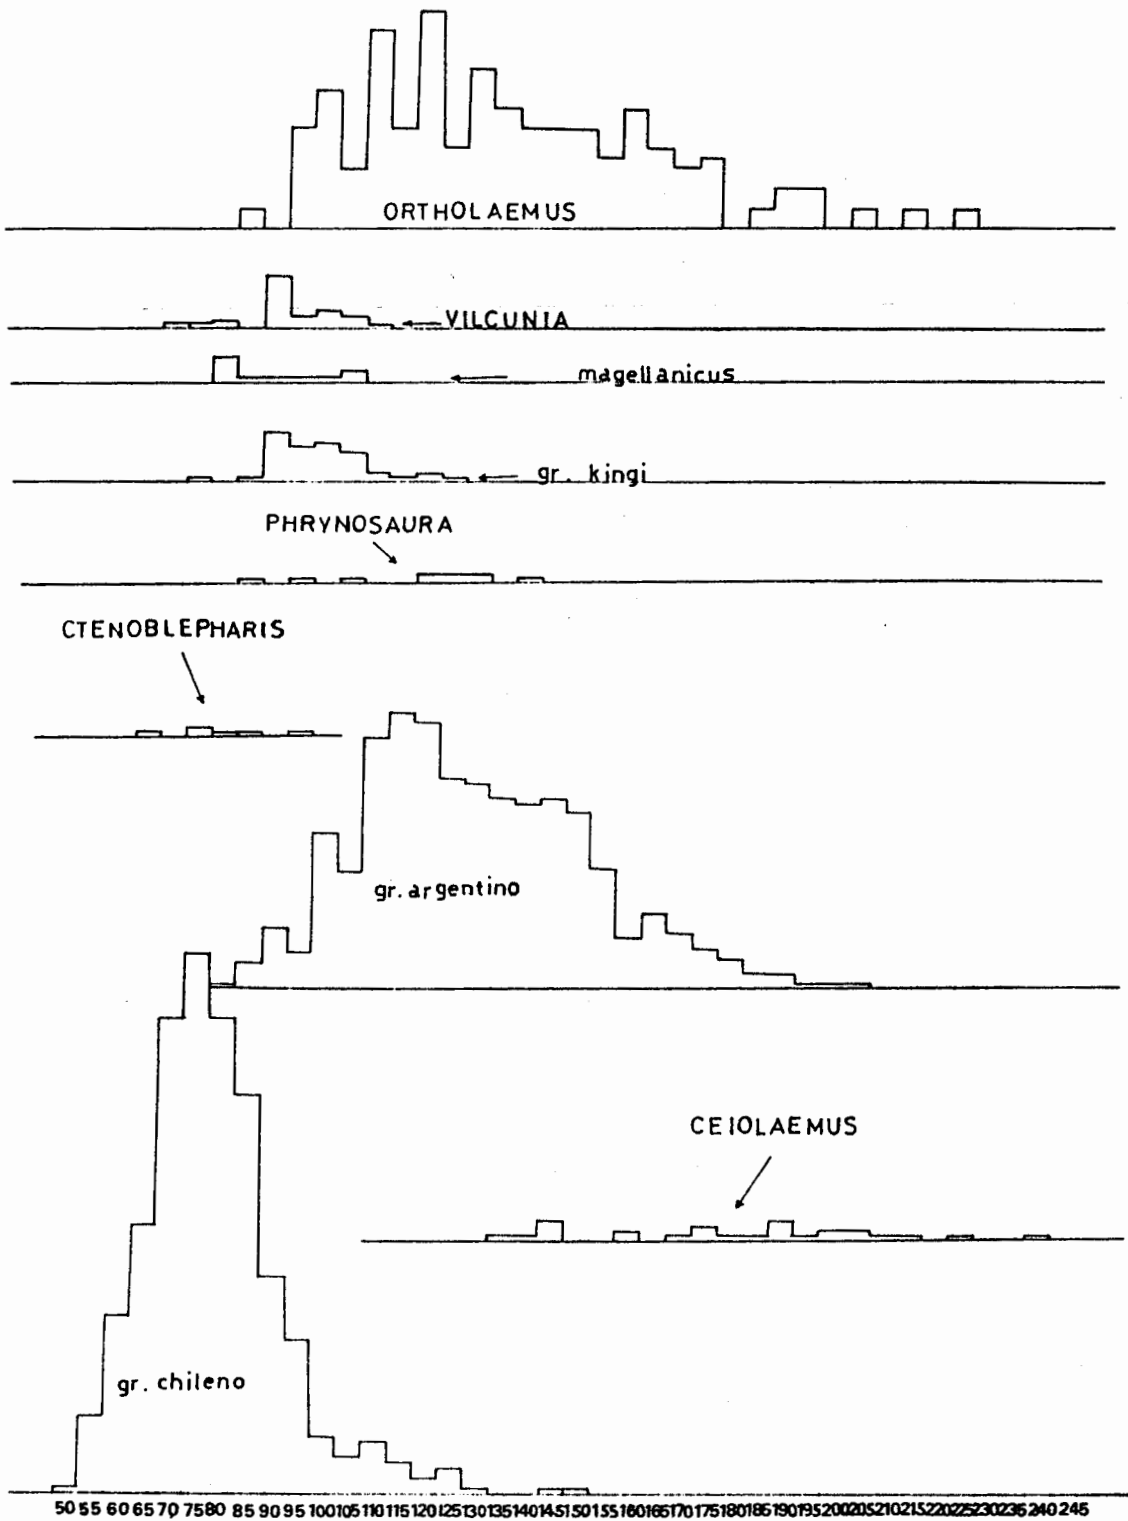 ORTHOLAEMUS
VILCUNIA
magellanicus
gr. kingi
PHRYNOSAURA
CTENOBLEPHARIS
gr. argentino
CEIOLAEMUS
gr. chileno
50 55 60 65 70 75 80 85 90 95 100 105 110 115 120 125 130 135 140 145 150 155 160 165 170 175 180 185 190 195 200 205 210 215 220 225 230 235 240 245